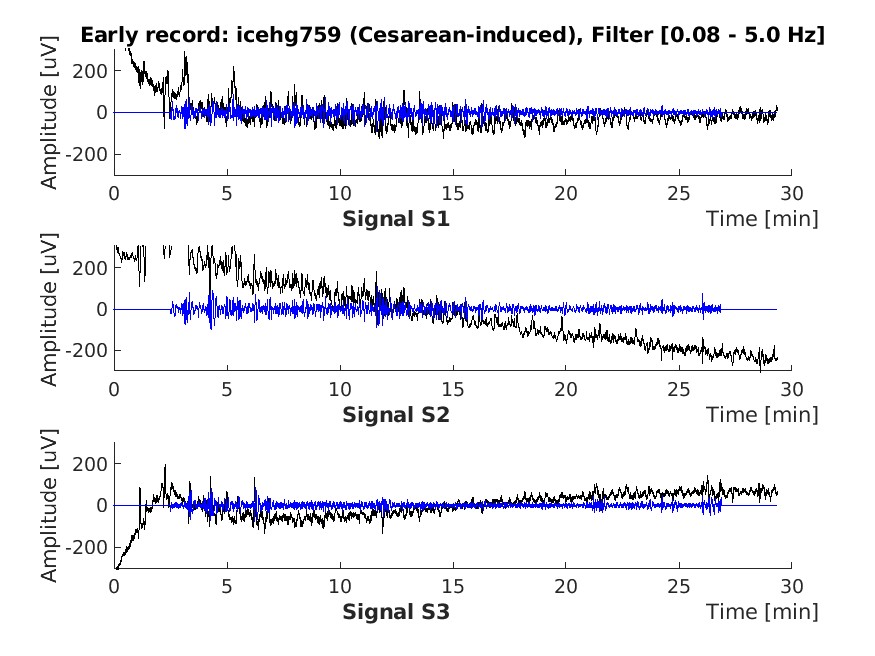 Early record: icehg759 (Cesarean-induced), Filter [0.08 - 5.0 Hz]
Amplitude [uV]
200
0
-200
0 5 10 15 20 25 30
Signal S1 Time [min]
Amplitude [uV]
200
0
-200
0 5 10 15 20 25 30
Signal S2 Time [min]
Amplitude [uV]
200
0
-200
0 5 10 15 20 25 30
Signal S3 Time [min]